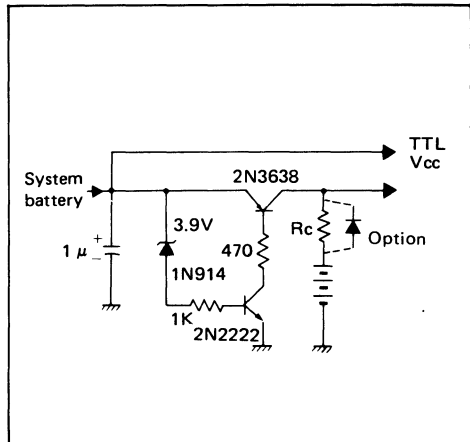 TTL
Vcc
System
battery
2N3638
3.9V
Rc
Option
1 μ
+
−
470
1N914
1K
2N2222